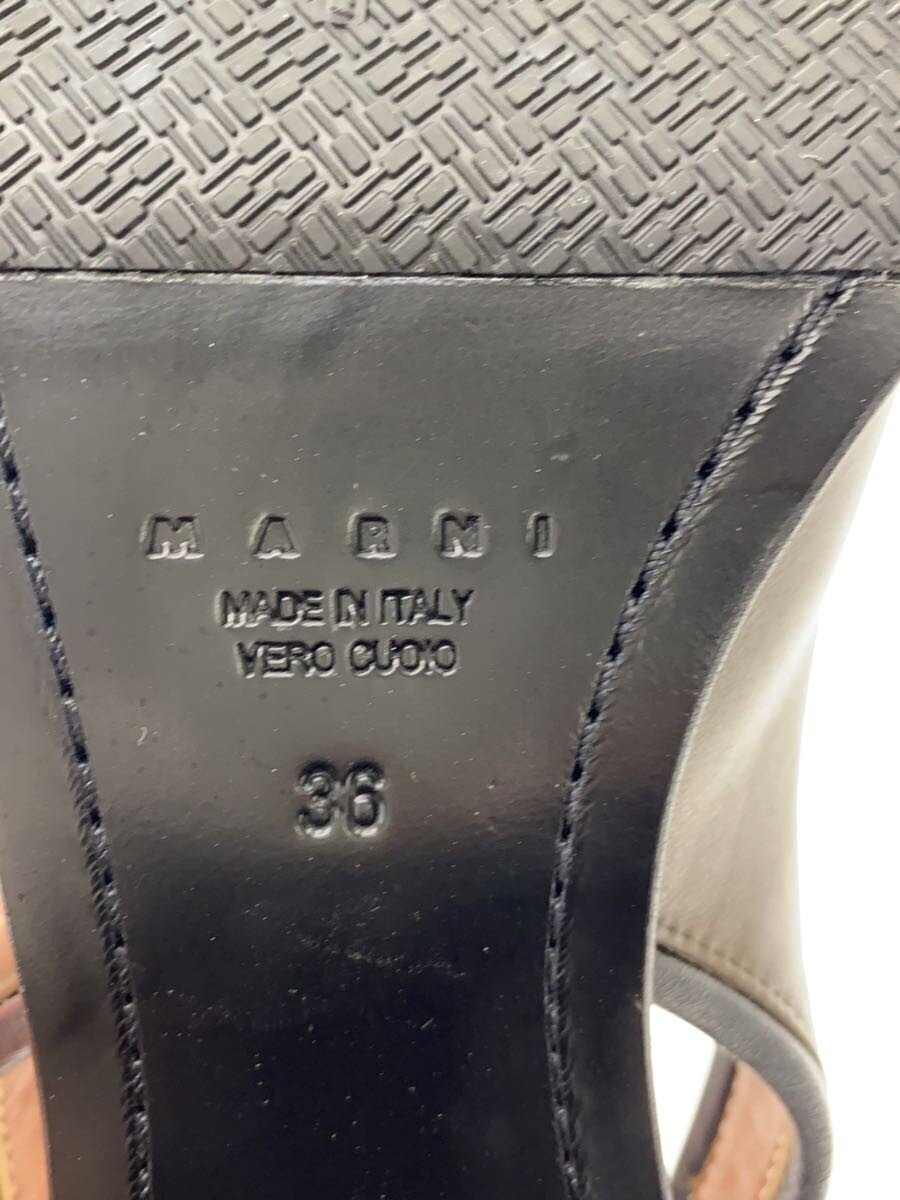 MARNI
MADE IN ITALY
VERO CUOIO
36